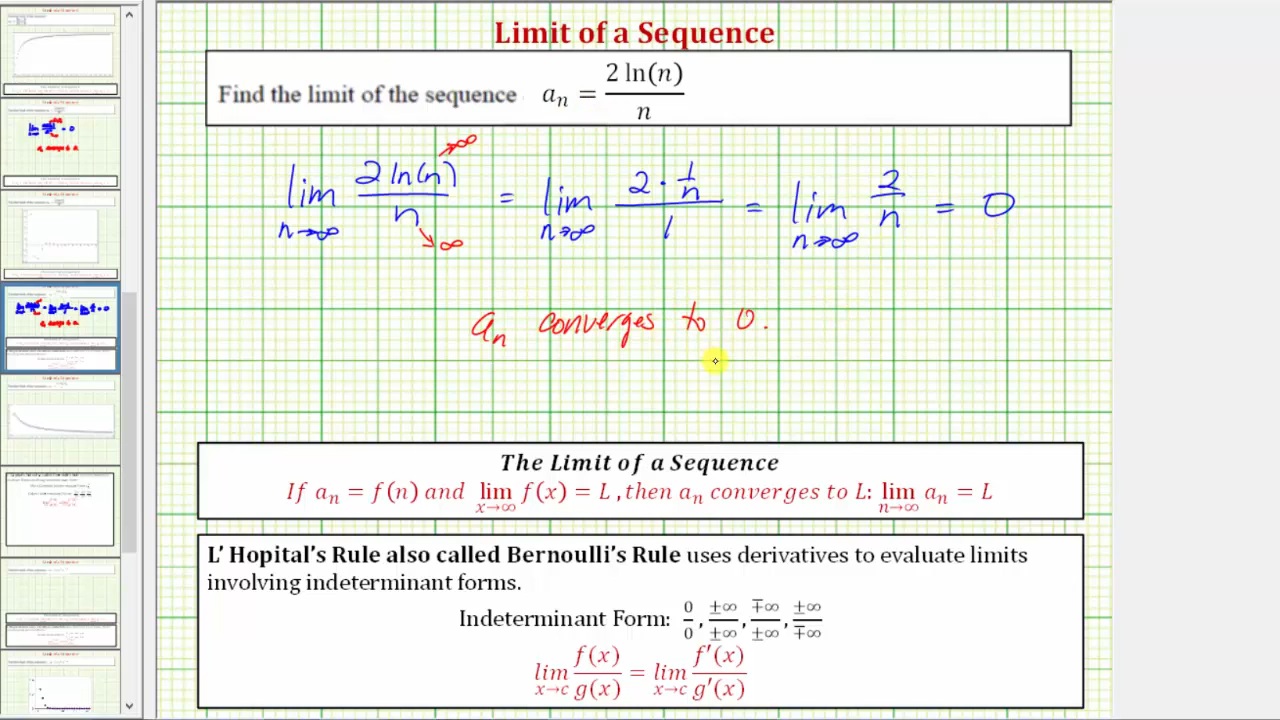 Limit of a Sequence
Find the limit of the sequence a_n = 2 ln(n) / n
lim n→∞ 2 ln(n) / n →∞ →∞ = lim n→∞ 2 · 1/n / 1 = lim n→∞ 2/n = 0
a_n converges to 0.
The Limit of a Sequence
If a_n = f(n) and lim x→∞ f(x) = L , then a_n converges to L: lim n→∞ a_n = L
L' Hopital's Rule also called Bernoulli's Rule uses derivatives to evaluate limits
involving indeterminant forms.
Indeterminant Form: 0/0, ±∞/±∞, ∓∞/±∞, ±∞/∓∞
lim x→c f(x)/g(x) = lim x→c f′(x)/g′(x)